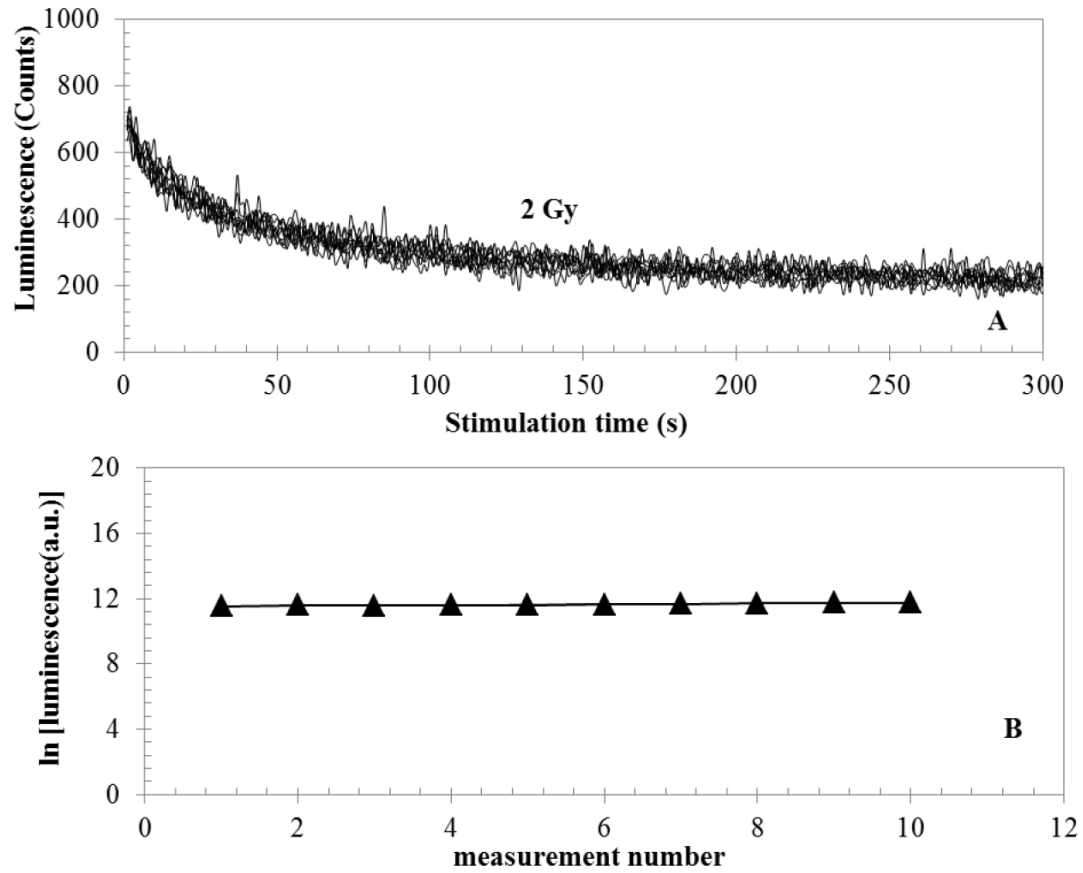 1000
800
600
400
200
0
Luminescence (Counts)
2 Gy
A
0 50 100 150 200 250 300
Stimulation time (s)
20
16
12
8
4
0
ln [luminescence(a.u.)]
B
0 2 4 6 8 10 12
measurement number